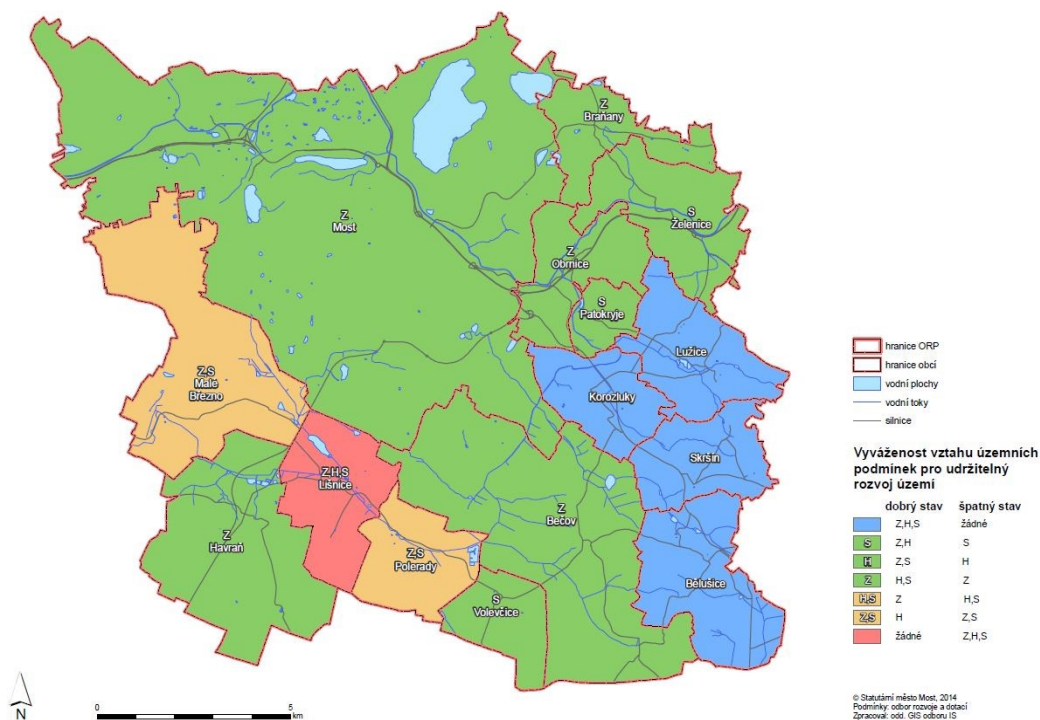 Z
Braňany
S
Želenice
Z
Most
Z
Obrnice
S
Patokryje
Lužice
Z,S
Malé
Březno
Korozluky
Skršín
Z,H,S
Lišnice
Z
Bečov
Z
Havraň
Z,S
Polerady
Bělušice
S
Volevčice
hranice ORP
hranice obcí
vodní plochy
vodní toky
silnice
Vyváženost vztahu územních
podmínek pro udržitelný
rozvoj území
dobrý stav špatný stav
Z,H,S žádné
S Z,H S
H Z,S H
Z H,S Z
H,S Z H,S
Z,S H Z,S
žádné Z,H,S
N
0 5
km
© Statutární město Most, 2014
Podmínky: odbor rozvoje a dotací
Zpracoval: odd. GIS odboru IS